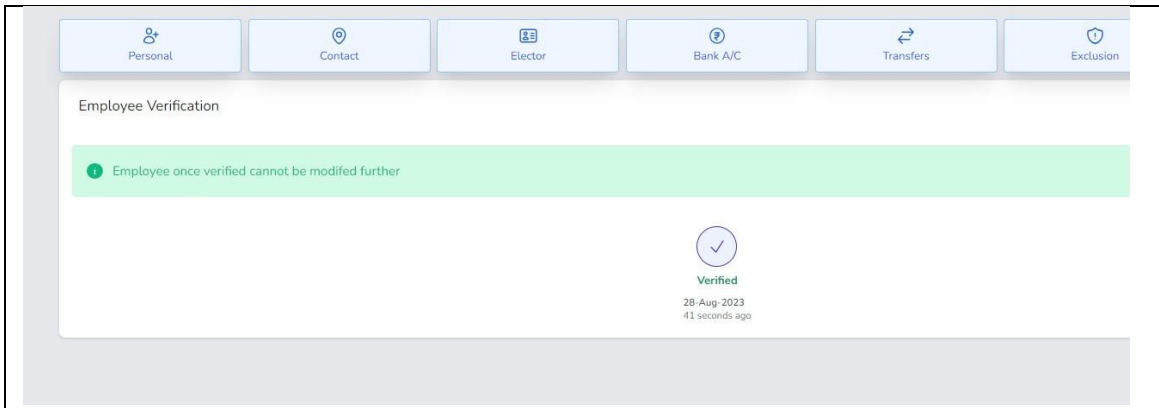 Personal
Contact
Elector
Bank A/C
Transfers
Exclusion
Employee Verification
Employee once verified cannot be modifed further
Verified
28-Aug-2023
41 seconds ago